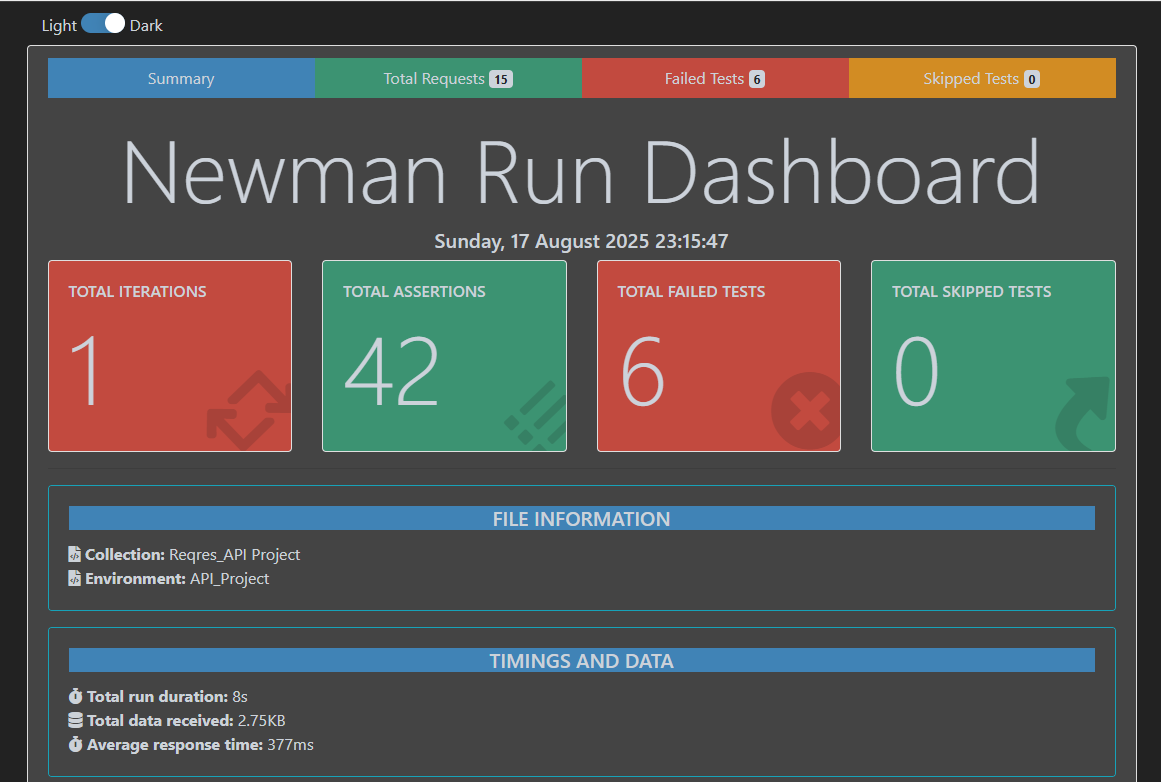 Light Dark
Summary Total Requests 15 Failed Tests 6 Skipped Tests 0
Newman Run Dashboard
Sunday, 17 August 2025 23:15:47
TOTAL ITERATIONS TOTAL ASSERTIONS TOTAL FAILED TESTS TOTAL SKIPPED TESTS
1 42 6 0
FILE INFORMATION
Collection: Reqres_API Project
Environment: API_Project
TIMINGS AND DATA
Total run duration: 8s
Total data received: 2.75KB
Average response time: 377ms